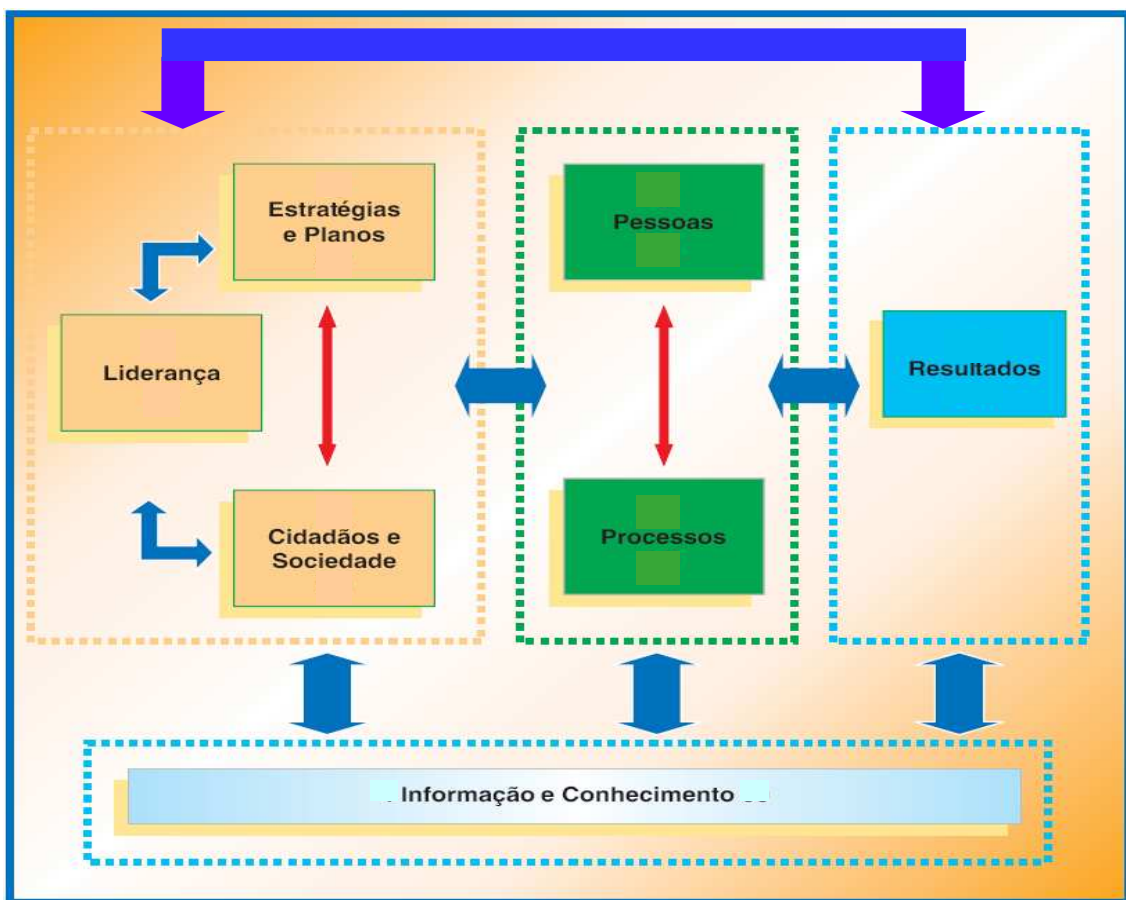 Estratégias
e Planos
Pessoas
Liderança
Resultados
Cidadãos e
Sociedade
Processos
Informação e Conhecimento